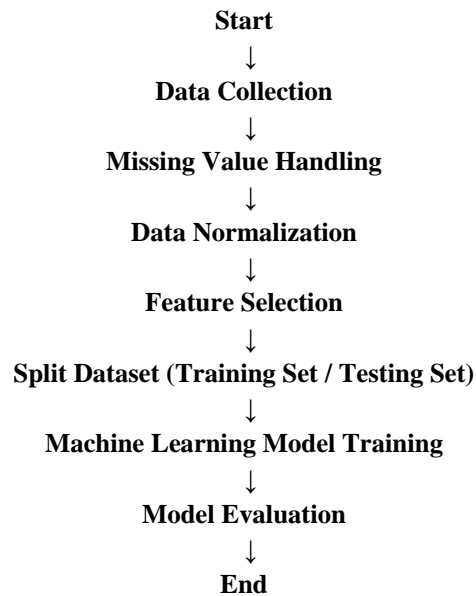 Start
↓
Data Collection
↓
Missing Value Handling
↓
Data Normalization
↓
Feature Selection
↓
Split Dataset (Training Set / Testing Set)
↓
Machine Learning Model Training
↓
Model Evaluation
↓
End